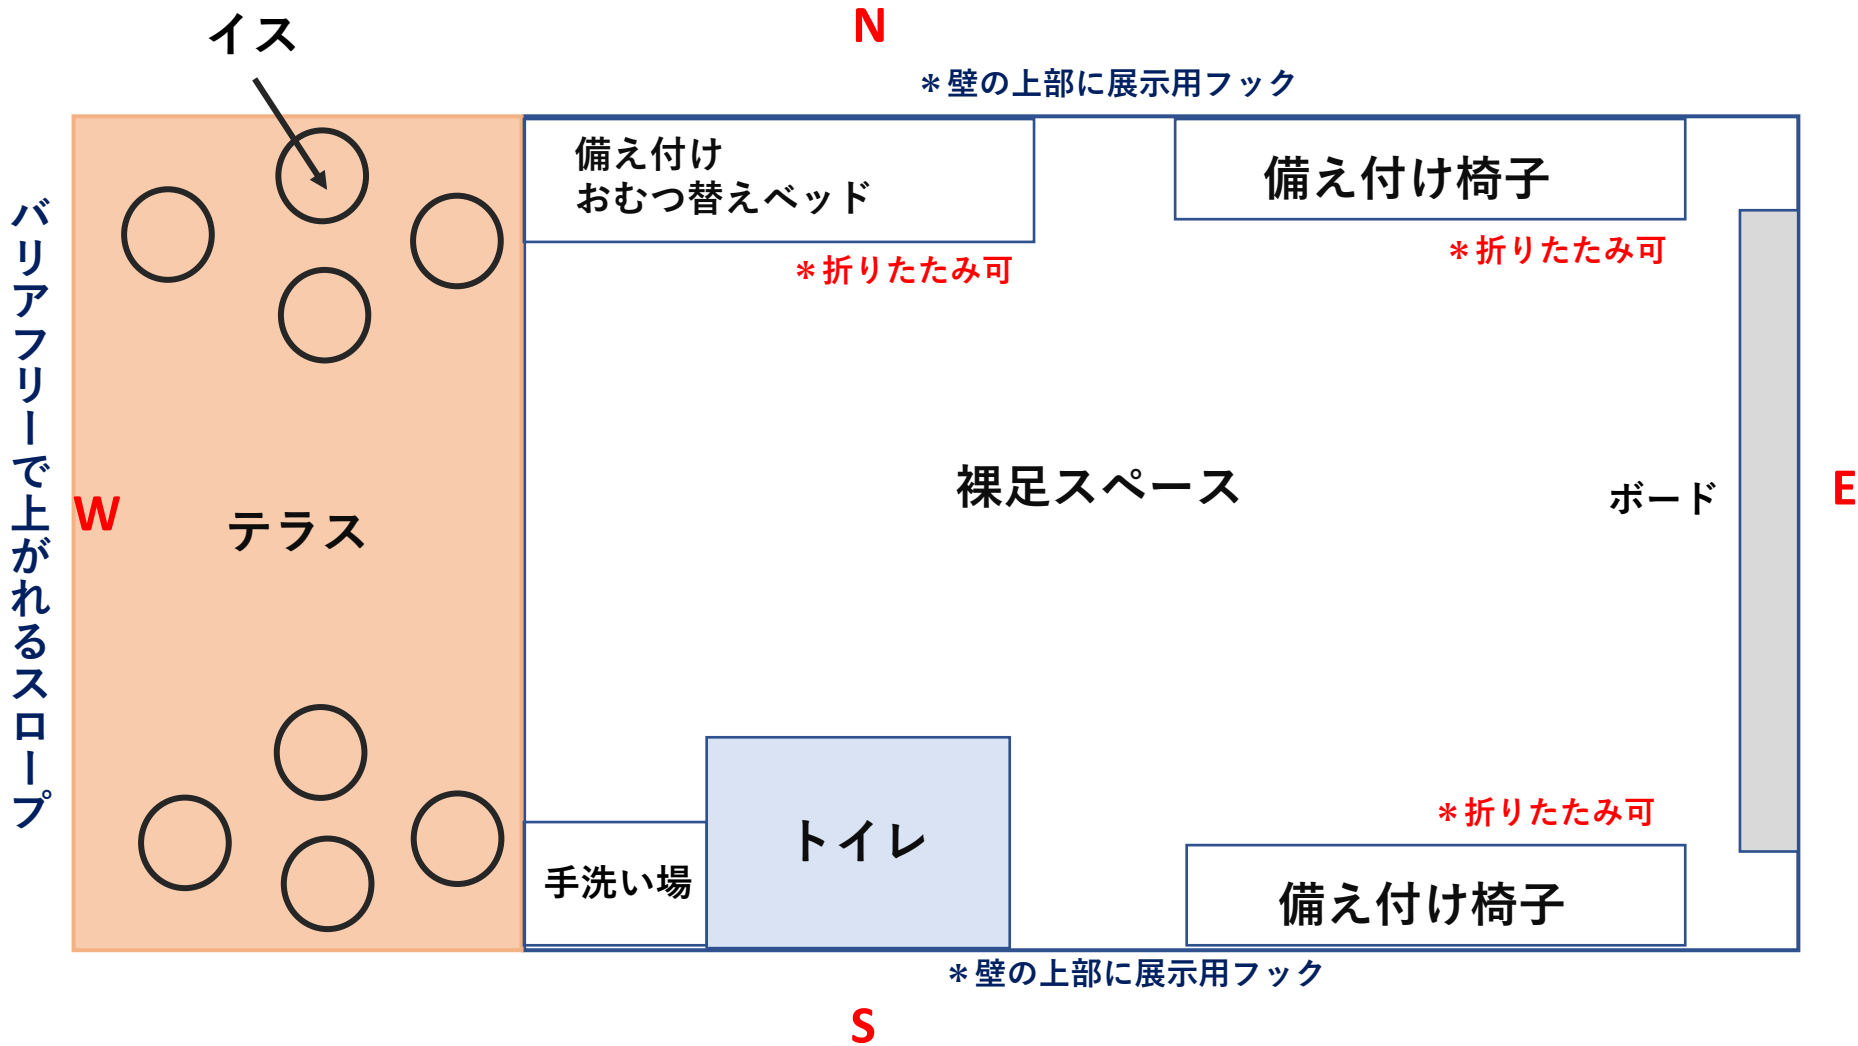 イス
N
＊壁の上部に展示用フック
備え付け
おむつ替えベッド
＊折りたたみ可
備え付け椅子
＊折りたたみ可
バリアフリーで上がれるスロープ
W
テラス
裸足スペース
ボード
E
トイレ
手洗い場
＊折りたたみ可
備え付け椅子
＊壁の上部に展示用フック
S